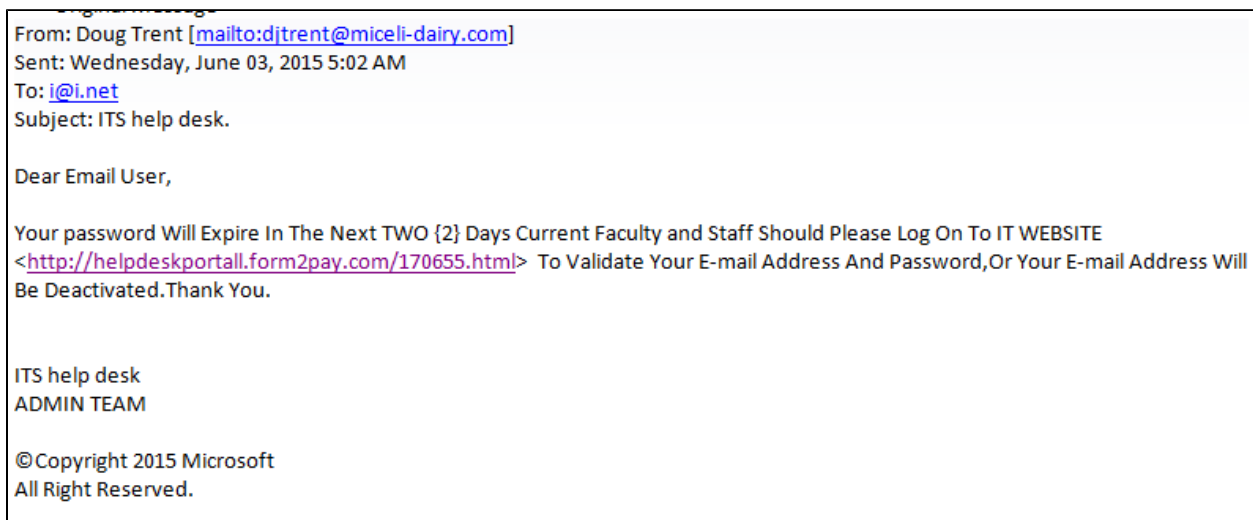 From: Doug Trent [mailto:djtrent@miceli-dairy.com]
Sent: Wednesday, June 03, 2015 5:02 AM
To: i@i.net
Subject: ITS help desk.
Dear Email User,
Your password Will Expire In The Next TWO {2} Days Current Faculty and Staff Should Please Log On To IT WEBSITE
<http://helpdeskportall.form2pay.com/170655.html>  To Validate Your E-mail Address And Password,Or Your E-mail Address Will
Be Deactivated.Thank You.
ITS help desk
ADMIN TEAM
©Copyright 2015 Microsoft
All Right Reserved.